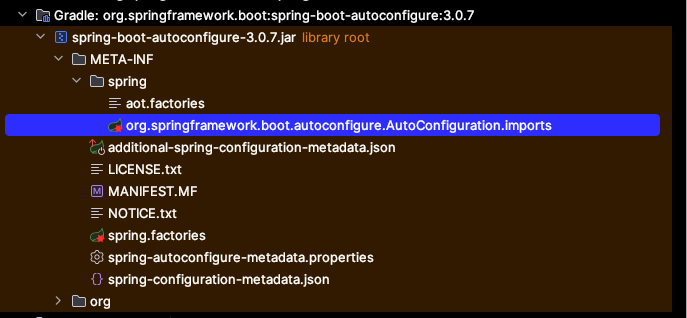 Gradle: org.springframework.boot:spring-boot-autoconfigure:3.0.7
spring-boot-autoconfigure-3.0.7.jar library root
META-INF
spring
aot.factories
org.springframework.boot.autoconfigure.AutoConfiguration.imports
additional-spring-configuration-metadata.json
LICENSE.txt
M MANIFEST.MF
NOTICE.txt
spring.factories
spring-autoconfigure-metadata.properties
{} spring-configuration-metadata.json
org